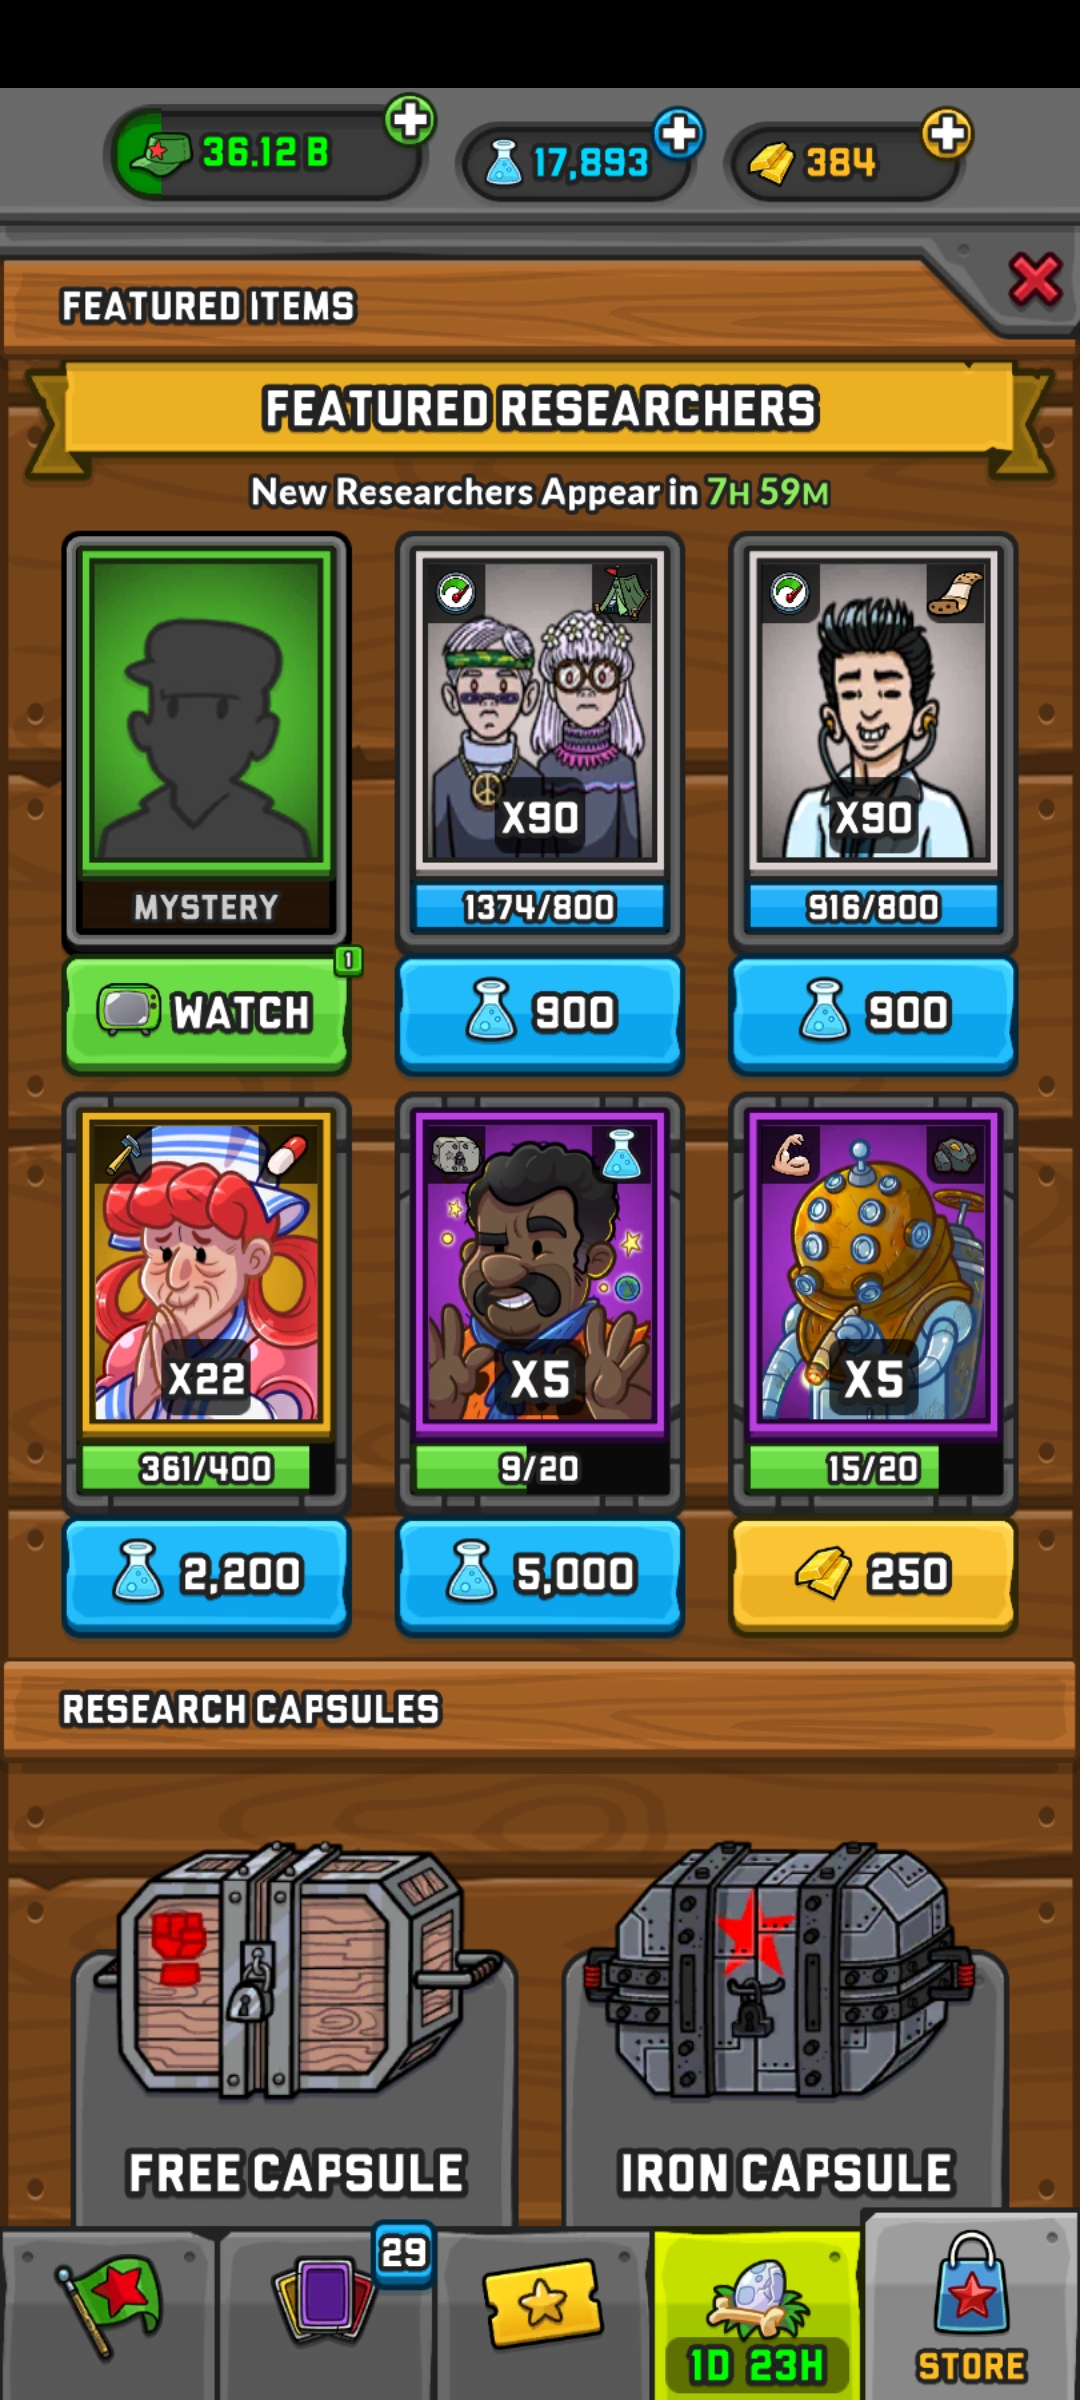 36.12 B
17,893
384
FEATURED ITEMS
FEATURED RESEARCHERS
New Researchers Appear in 7H 59M
X90
X90
MYSTERY
1374/800
916/800
1
WATCH
900
900
X22
X5
X5
361/400
9/20
15/20
2,200
5,000
250
RESEARCH CAPSULES
FREE CAPSULE
IRON CAPSULE
29
1D 23H
STORE